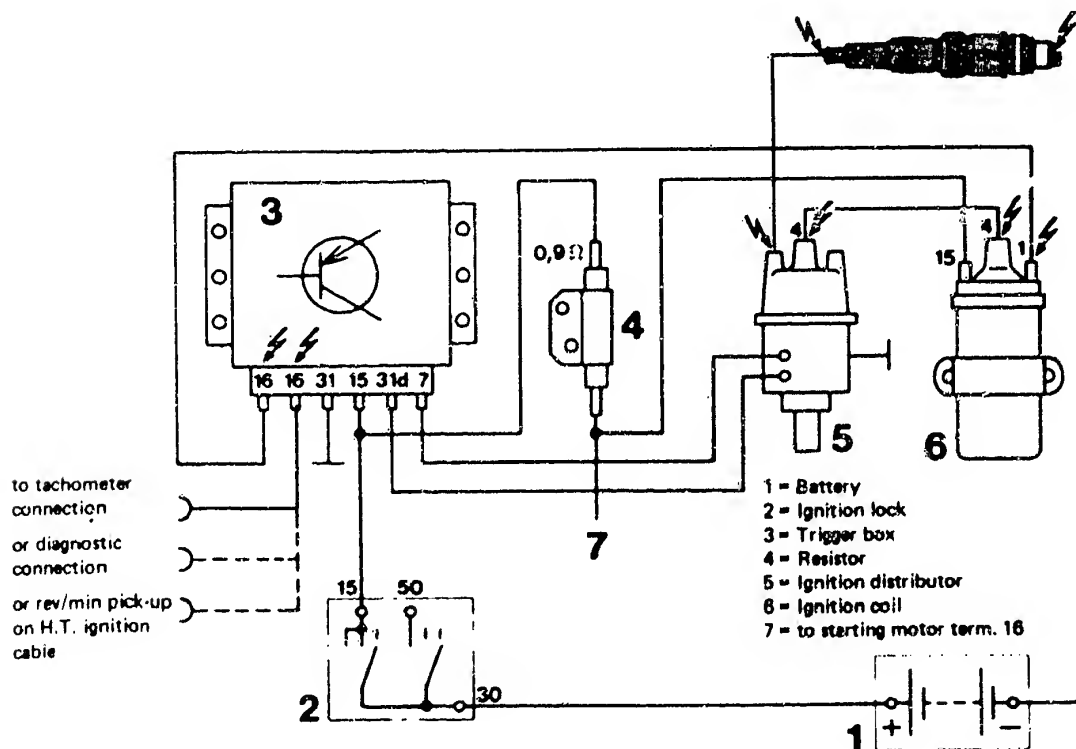 3
16 16 31 15 31d 7
0,9Ω
4
4
4
15
1
5
6
7
to tachometer
connection
or diagnostic
connection
or rev/min pick-up
on H.T. ignition
cable
1 = Battery
2 = Ignition lock
3 = Trigger box
4 = Resistor
5 = Ignition distributor
6 = Ignition coil
7 = to starting motor term. 16
15
50
30
2
1
+
−